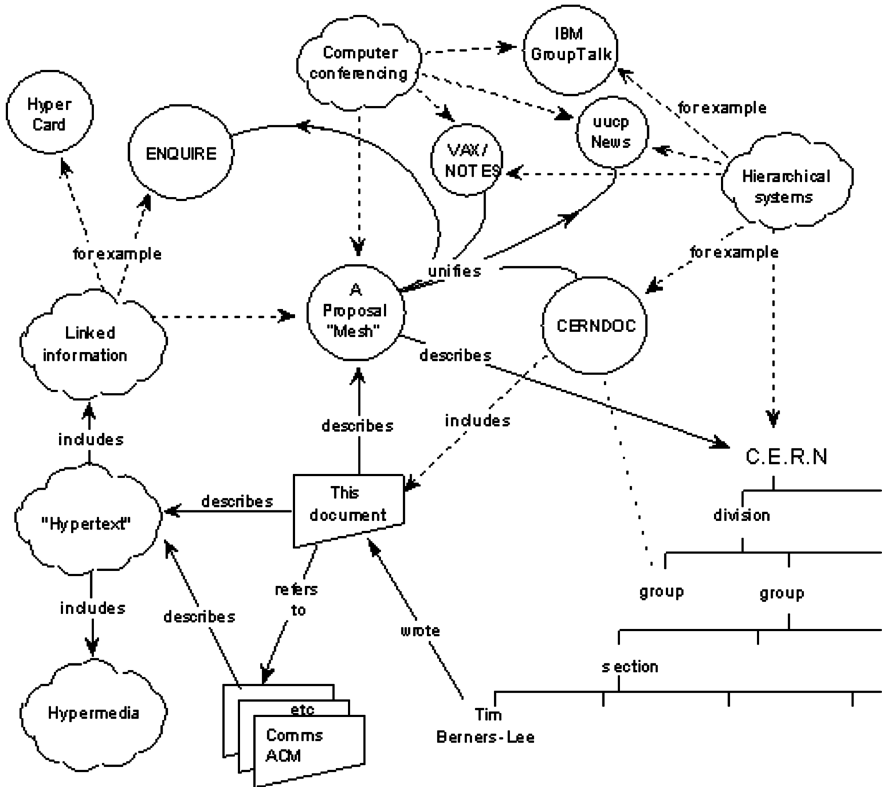 IBM
GroupTalk
Computer
conferencing
Hyper
Card
for example
uucp
News
ENQUIRE
VAX/
NOTES
Hierarchical
systems
for example
unifies
for example
A
Proposal
"Mesh"
CERNDOC
Linked
information
describes
includes
describes
includes
C.E.R.N
This
document
describes
"Hypertext"
division
includes
refers
to
describes
group
group
wrote
section
Hypermedia
etc
Comms
ACM
Tim
Berners-Lee